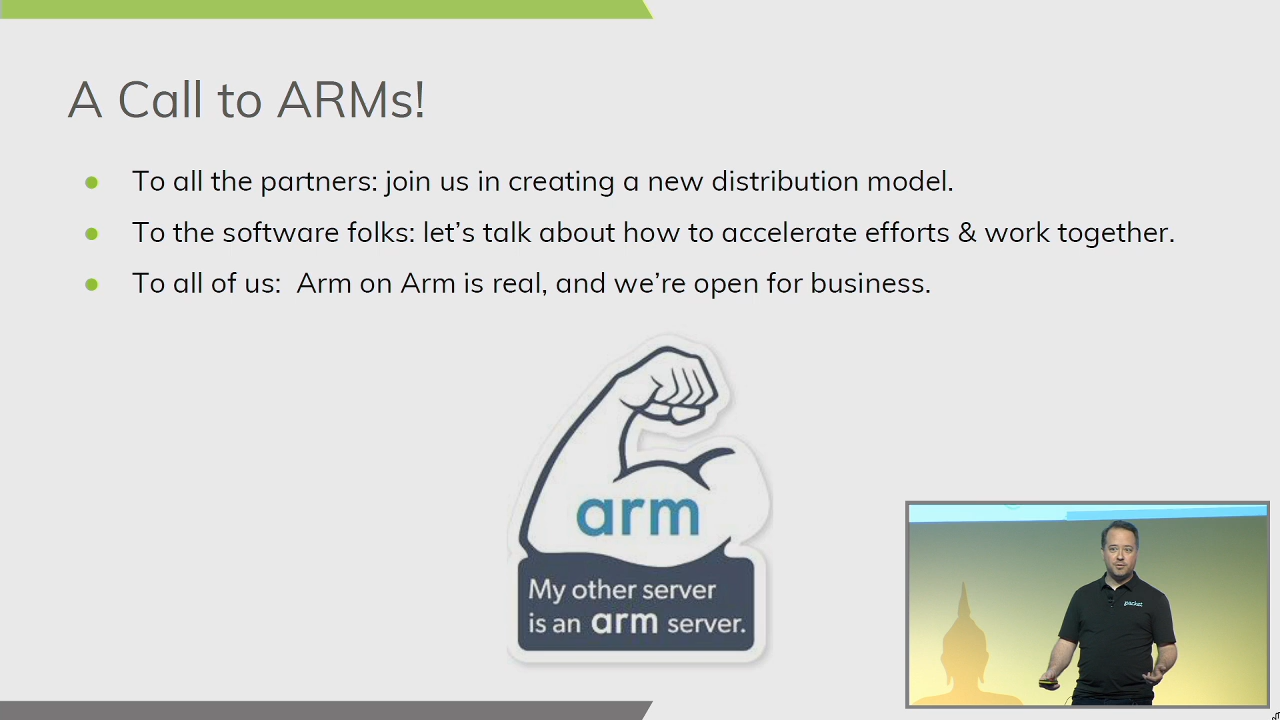 A Call to ARMs!
To all the partners: join us in creating a new distribution model.
To the software folks: let’s talk about how to accelerate efforts & work together.
To all of us:  Arm on Arm is real, and we’re open for business.
arm
My other server
is an arm server.
packet